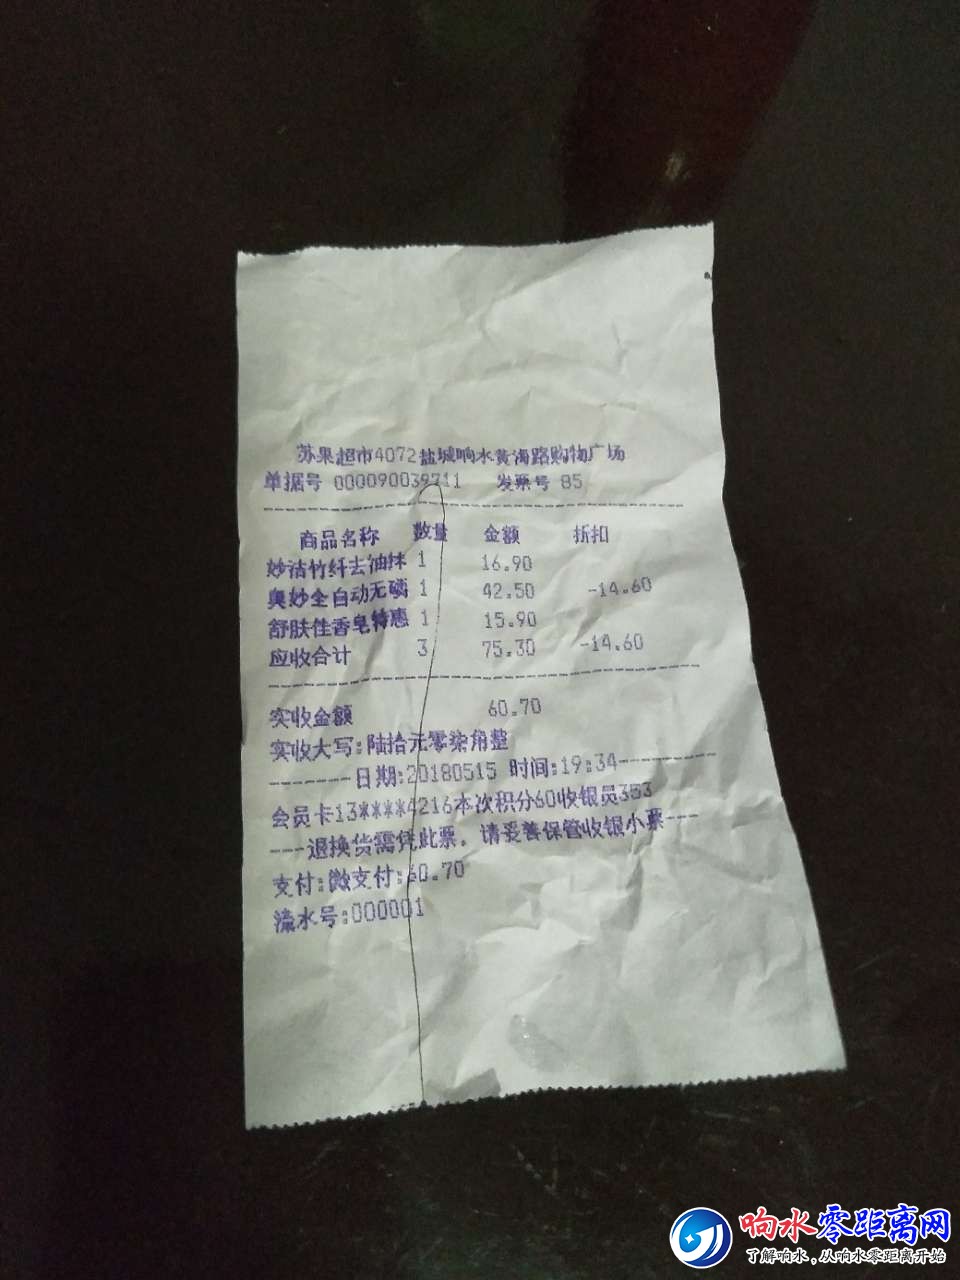 苏果超市4072盐城响水黄海路购物广场
单据号 000090039711 发票号 85
商品名称 数量 金额 折扣
妙洁竹纤去油抹 1 16.90
奥妙全自动无磷 1 42.50 -14.60
舒肤佳香皂特惠 1 15.90
应收合计 3 75.30 -14.60
实收金额 60.70
实收大写:陆拾元零柒角整
--------日期:20180515 时间:19:34----------
会员卡13****4216本次积分60收银员353
----退换货需凭此票，请妥善保管收银小票----
支付:微支付:60.70
流水号:000001
响水零距离网
了解响水，从响水零距离开始